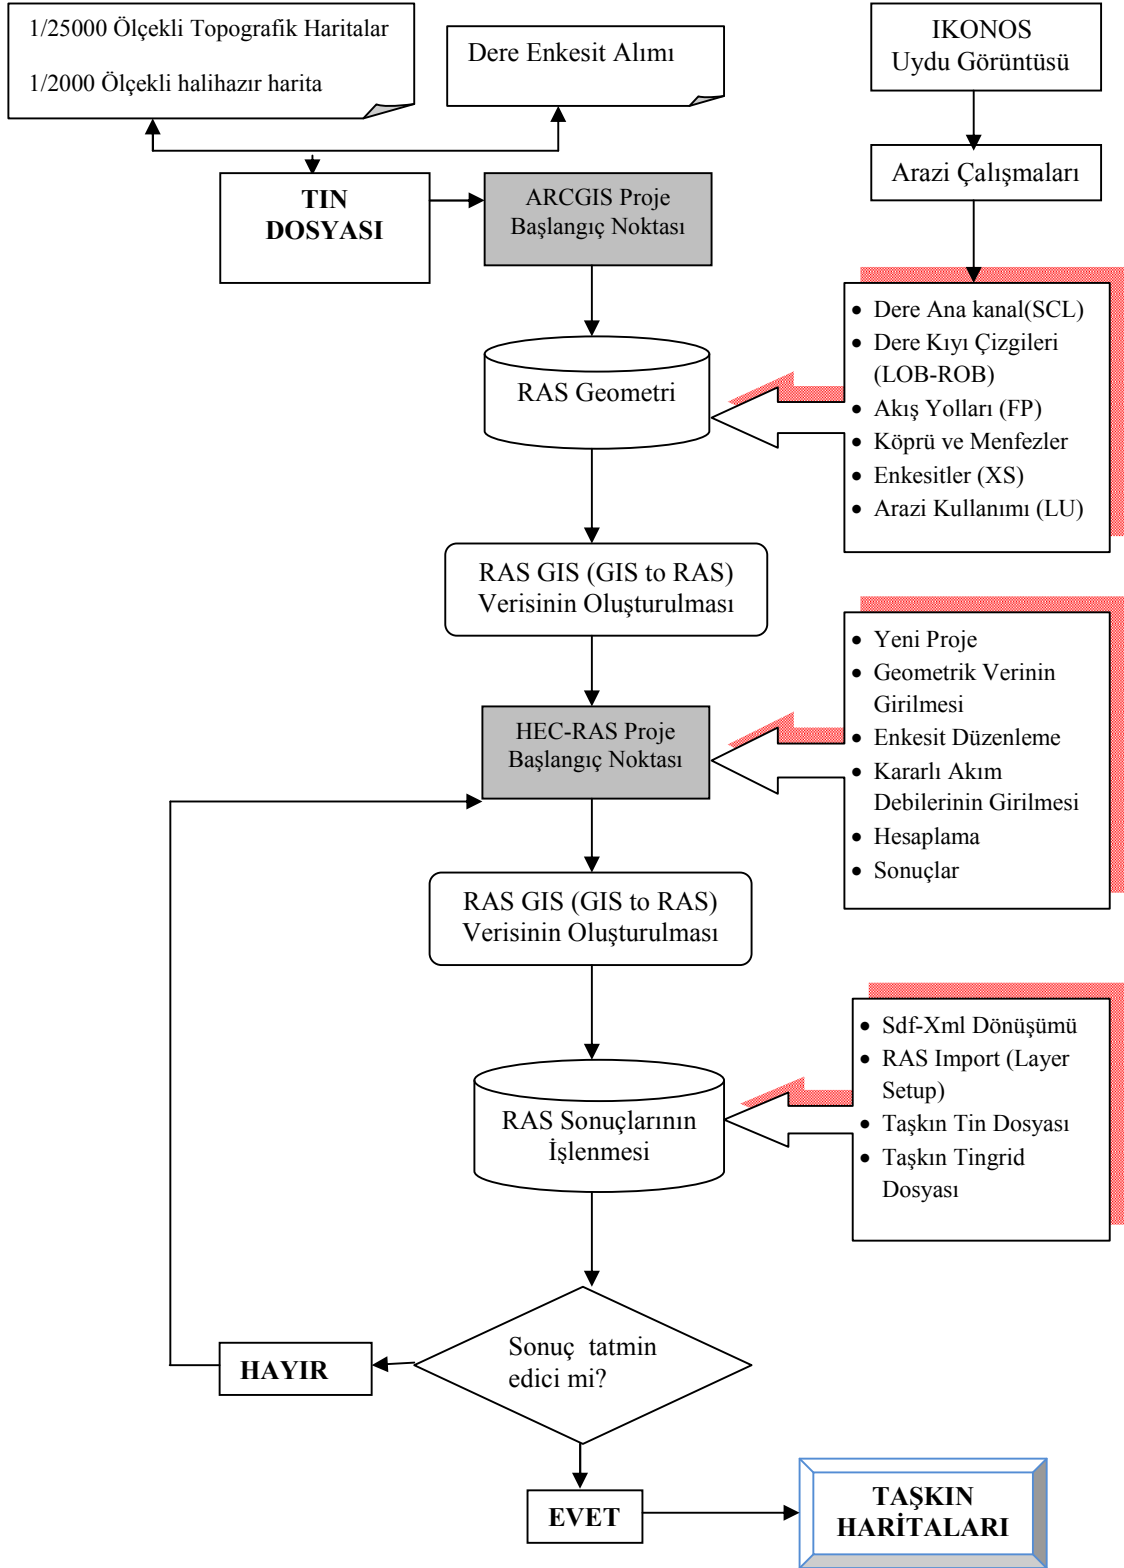 1/25000 Ölçekli Topografik Haritalar
1/2000 Ölçekli halihazır harita
Dere Enkesit Alımı
IKONOS
Uydu Görüntüsü
Arazi Çalışmaları
TIN
DOSYASI
ARCGIS Proje
Başlangıç Noktası
• Dere Ana kanal(SCL)
• Dere Kıyı Çizgileri
(LOB-ROB)
• Akış Yolları (FP)
• Köprü ve Menfezler
• Enkesitler (XS)
• Arazi Kullanımı (LU)
RAS Geometri
RAS GIS (GIS to RAS)
Verisinin Oluşturulması
• Yeni Proje
• Geometrik Verinin
Girilmesi
• Enkesit Düzenleme
• Kararlı Akım
Debilerinin Girilmesi
• Hesaplama
• Sonuçlar
HEC-RAS Proje
Başlangıç Noktası
RAS GIS (GIS to RAS)
Verisinin Oluşturulması
• Sdf-Xml Dönüşümü
• RAS Import (Layer
Setup)
• Taşkın Tin Dosyası
• Taşkın Tingrid
Dosyası
RAS Sonuçlarının
İşlenmesi
Sonuç tatmin
edici mi?
HAYIR
EVET
TAŞKIN
HARİTALARI